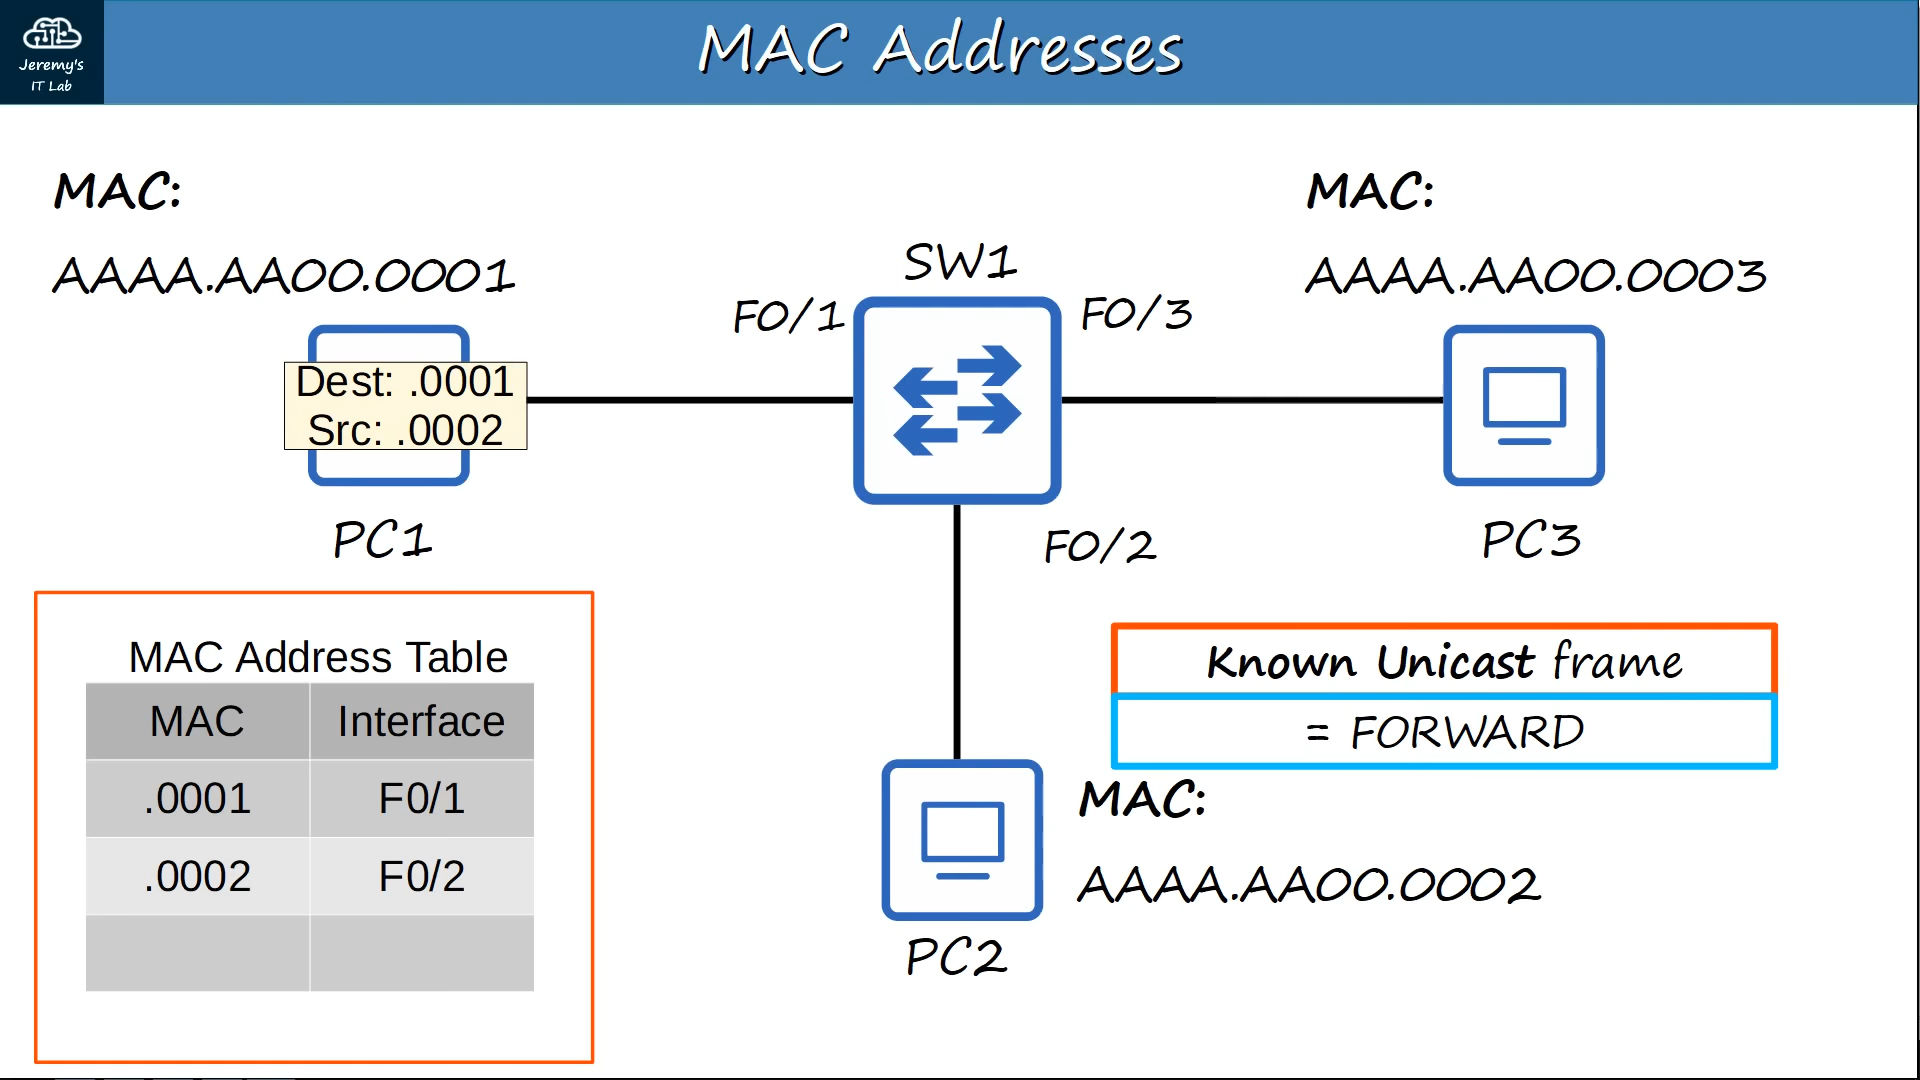 Jeremy's
IT Lab
MAC Addresses
MAC:
AAAA.AA00.0001
MAC:
AAAA.AA00.0003
SW1
F0/1
F0/3
Dest: .0001
Src: .0002
PC1
F0/2
PC3
MAC Address Table
MAC Interface
.0001 F0/1
.0002 F0/2
Known Unicast frame
= FORWARD
MAC:
AAAA.AA00.0002
PC2